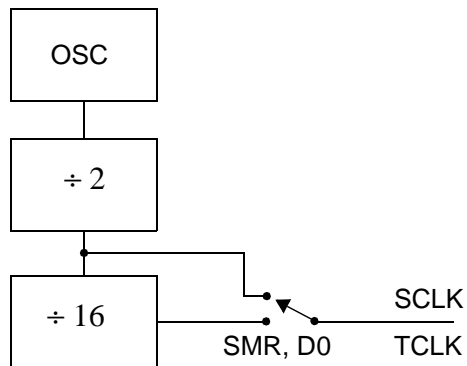 OSC
÷ 2
÷ 16
SCLK
SMR, D0
TCLK